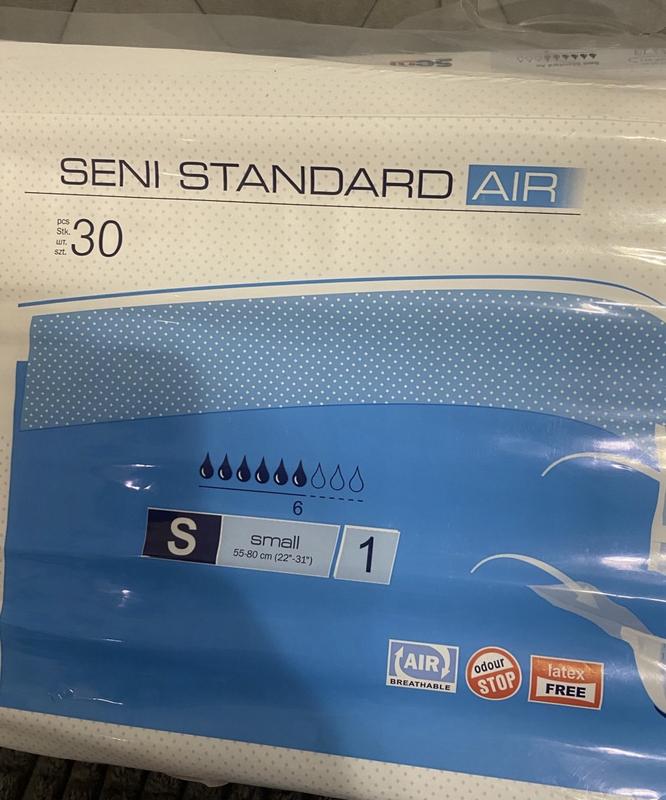 SENI STANDARD AIR
pcs
Stk.
шт.
szt.
30
6
S
small
55-80 cm (22"-31")
1
AIR
BREATHABLE
odour
STOP
latex
FREE